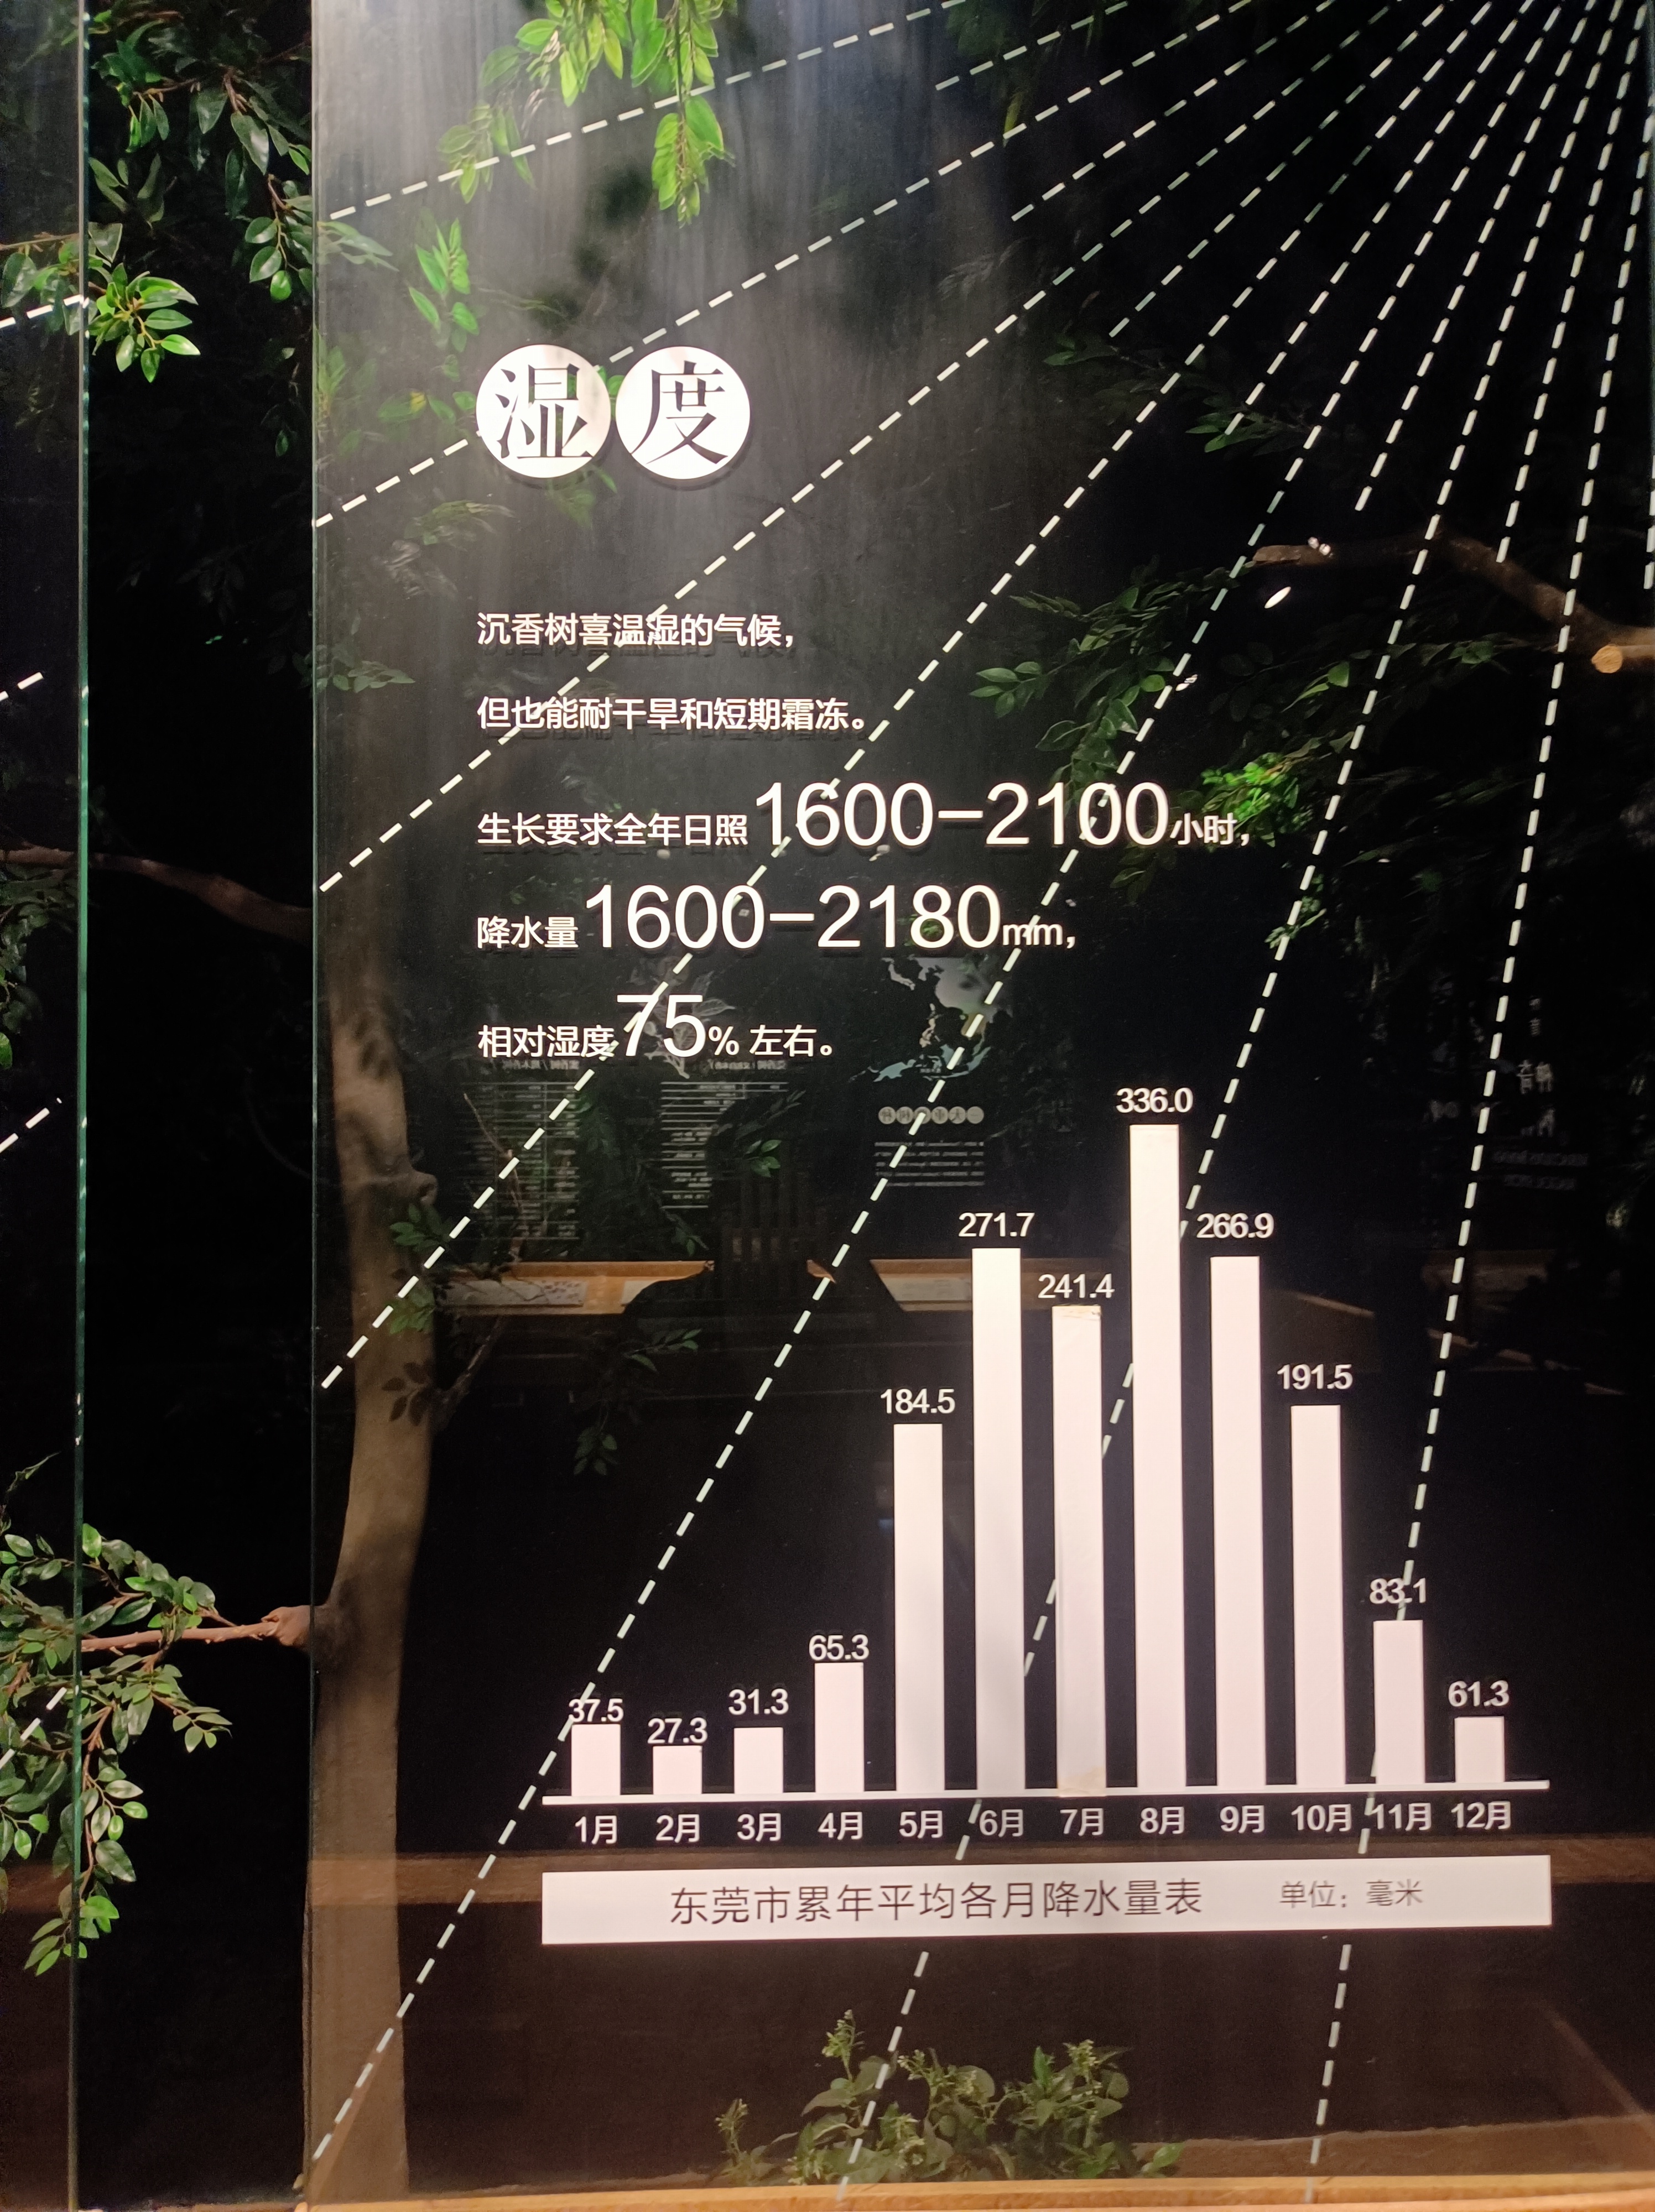 湿度
沉香树喜温湿的气候，
但也能耐干旱和短期霜冻。
生长要求全年日照1600-2100小时，
降水量1600-2180mm，
相对湿度75% 左右。
336.0
271.7
266.9
241.4
191.5
184.5
83.1
65.3
61.3
31.3
37.5
27.3
1月 2月 3月 4月 5月 6月 7月 8月 9月 10月 11月 12月
东莞市累年平均各月降水量表 单位：毫米